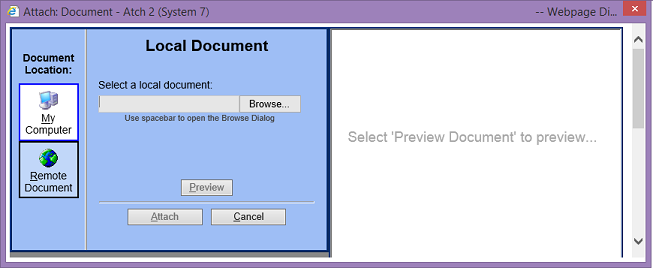 Attach: Document - Atch 2 (System 7)
-- Webpage Di...
Document
Location:
My
Computer
Remote
Document
Local Document
Select a local document:
Browse...
Use spacebar to open the Browse Dialog
Preview
Attach
Cancel
Select 'Preview Document' to preview...